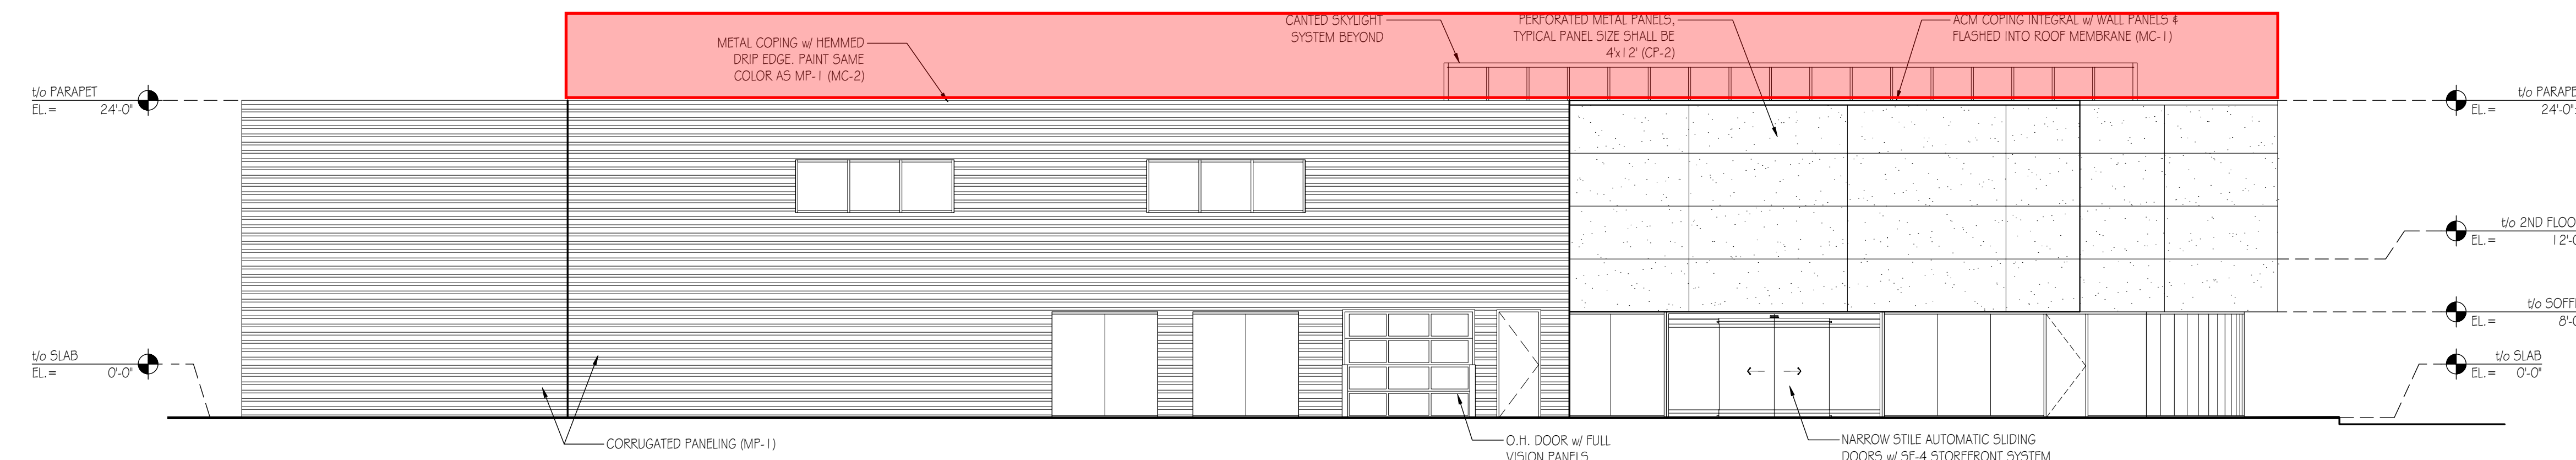 METAL COPING w/ HEMMED
DRIP EDGE. PAINT SAME
COLOR AS MP-1 (MC-2)
CANTED SKYLIGHT
SYSTEM BEYOND
PERFORATED METAL PANELS,
TYPICAL PANEL SIZE SHALL BE
4'x12' (CP-2)
ACM COPING INTEGRAL w/ WALL PANELS &
FLASHED INTO ROOF MEMBRANE (MC-1)
t/o PARAPET
EL.= 24'-0"
t/o SLAB
EL.= 0'-0"
t/o PARAPE
EL.= 24'-0"
t/o 2ND FLOO
EL.= 12'-0
t/o SOFFI
EL.= 8'-0
t/o SLAB
EL.= 0'-0"
CORRUGATED PANELING (MP-1)
O.H. DOOR w/ FULL
VISION PANELS
NARROW STILE AUTOMATIC SLIDING
DOORS w/ SF-4 STOREFRONT SYSTEM